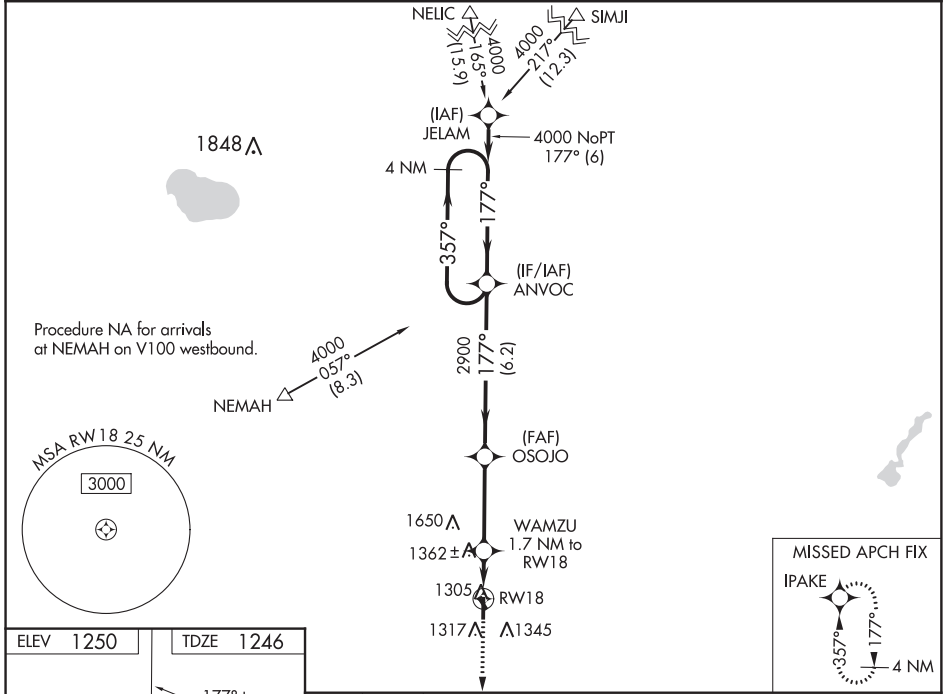 NELIC
SIMJI
4000
165°
(15.9)
4000
217°
(12.3)
(IAF)
JELAM
4000 NoPT
177° (6)
1848
4 NM
177°
357°
(IF/IAF)
ANVOC
Procedure NA for arrivals
at NEMAH on V100 westbound.
4000
057°
(8.3)
NEMAH
2900
177°
(6.2)
(FAF)
OSOJO
MSA RW18 25 NM
3000
1650
1362 ±
WAMZU
1.7 NM to
RW18
1305
RW18
1317
1345
MISSED APCH FIX
IPAKE
357°
177°
4 NM
ELEV 1250
TDZE 1246